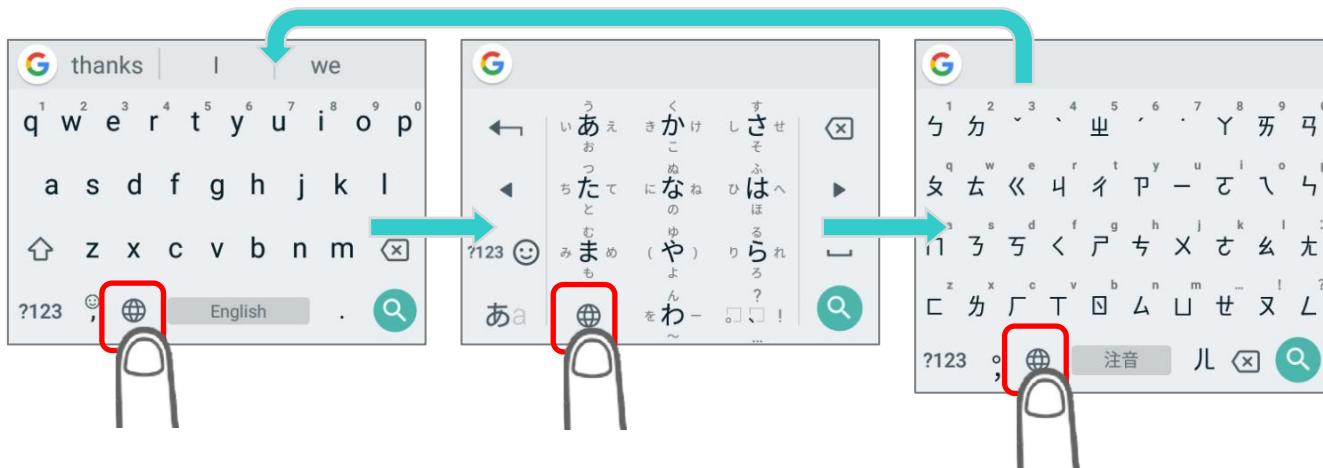 G thanks I we
1 2 3 4 5 6 7 8 9 0
q w e r t y u i o p
a s d f g h j k l
z x c v b n m
?123 , English .
G
う く す
い あ え き か け し さ せ
お こ そ
つ ぬ ふ
ち た て に な ね ひ は へ
と の ほ
む ゆ る
?123 み ま め ( や ) り ら れ
も よ ろ
ん ?
あa を わ ー 。 、 !
〜 ...
G
1 2 3 4 5 6 7 8 9
ㄅ ㄉ ˇ ˋ ㄓ ˊ ˙ ㄚ ㄞ ㄢ
q w e r t y u i o
ㄆ ㄊ ㄍ ㄐ ㄔ ㄗ ㄧ ㄛ ㄟ ㄣ
a s d f g h j k l
ㄇ ㄋ ㄎ ㄑ ㄕ ㄘ ㄨ ㄜ ㄠ ㄤ
z x c v b n m … ! ?
ㄈ ㄌ ㄏ ㄒ ㄖ ㄙ ㄩ ㄝ ㄡ ㄥ
?123 ° , 注音 ㄦ